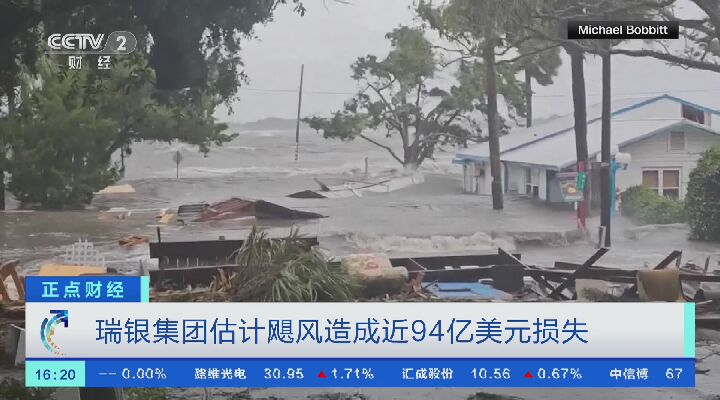 CCTV 2
财经
Michael Bobbitt
正点财经
瑞银集团估计飓风造成近94亿美元损失
16:20 -- 0.00% 路维光电 30.95 ▲1.71% 汇成股份 10.56 ▲0.67% 中信博 67